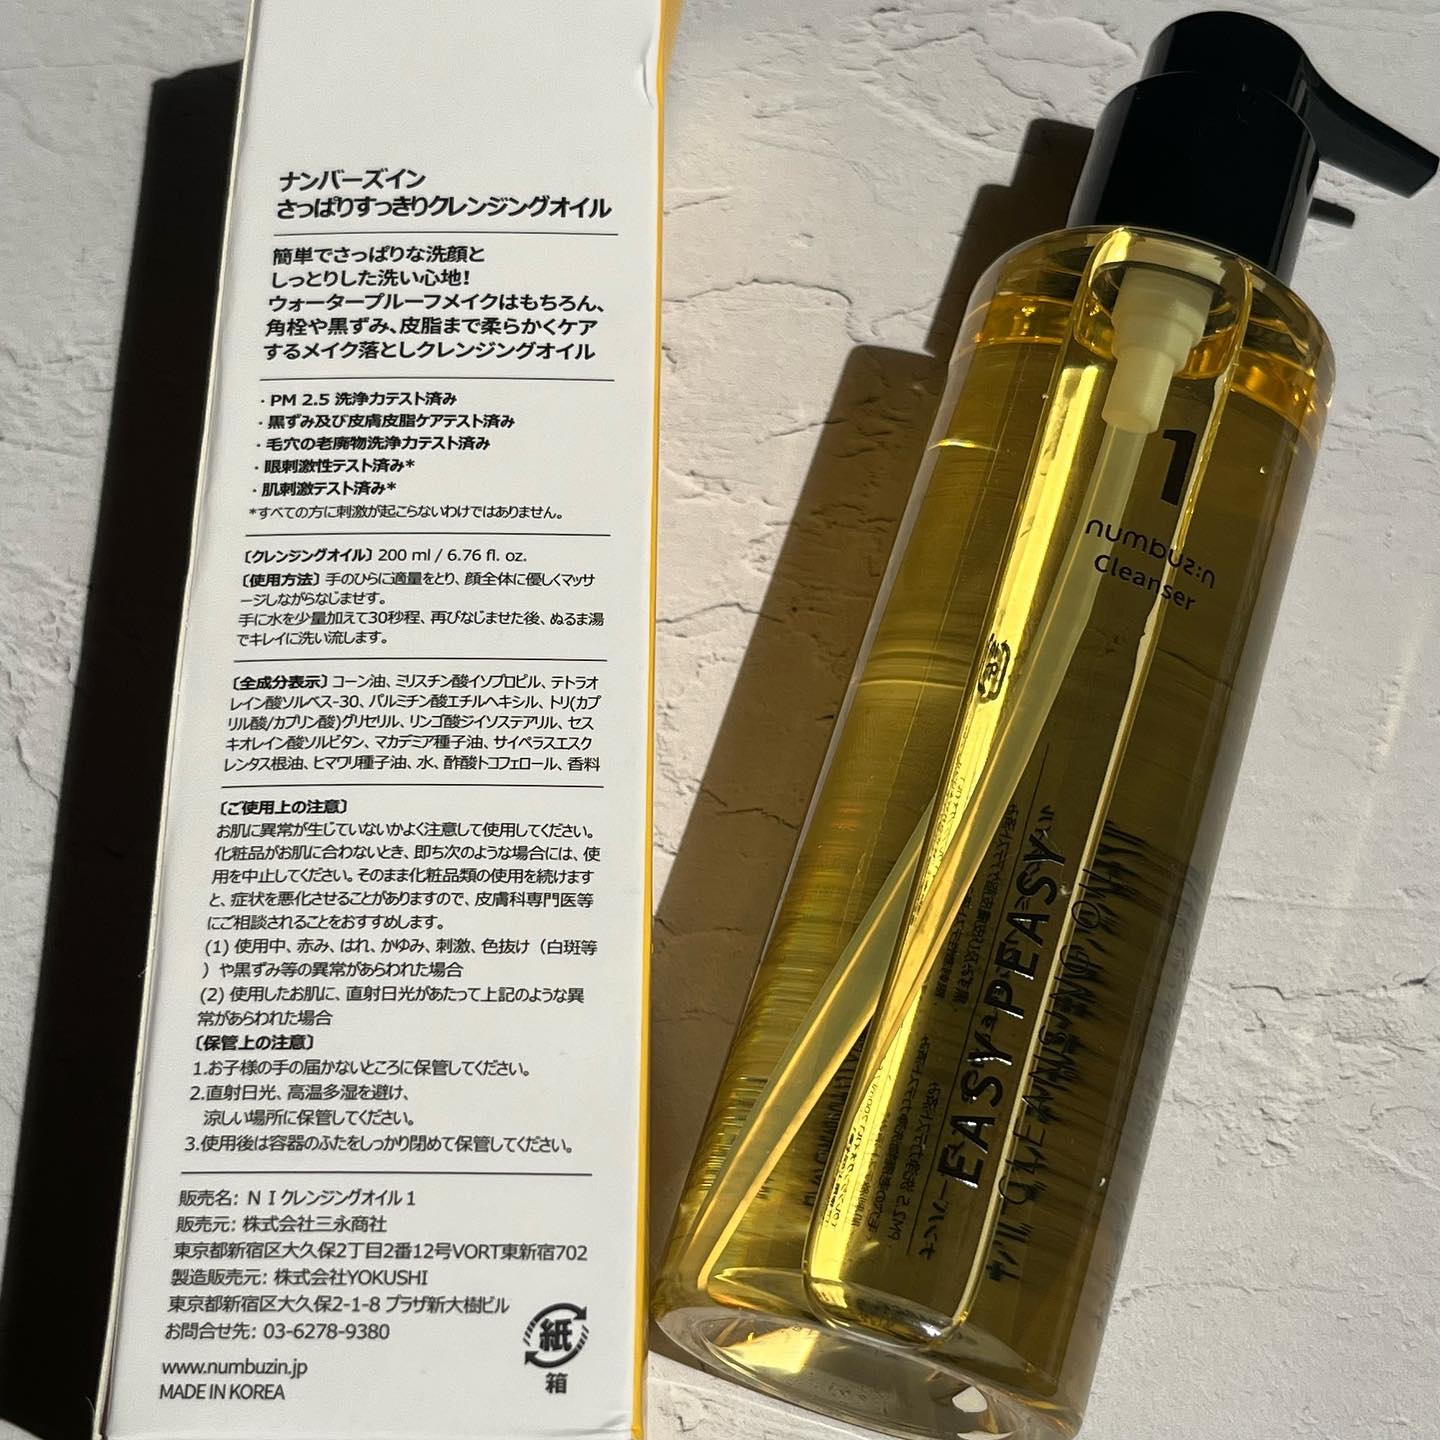 ナンバーズイン
さっぱりすっきりクレンジングオイル
簡単でさっぱりな洗顔と
しっとりした洗い心地!
ウォータープルーフメイクはもちろん、
角栓や黒ずみ、皮脂まで柔らかくケア
するメイク落としクレンジングオイル
・PM 2.5 洗浄力テスト済み
・黒ずみ及び皮膚皮脂ケアテスト済み
・毛穴の老廃物洗浄力テスト済み
・眼刺激性テスト済み*
・肌刺激テスト済み*
*すべての方に刺激が起こらないわけではありません。
〔クレンジングオイル〕200 ml / 6.76 fl. oz.
〔使用方法〕手のひらに適量をとり、顔全体に優しくマッサ
ージしながらなじませす。
手に水を少量加えて30秒程、再びなじませた後、ぬるま湯
でキレイに洗い流します。
〔全成分表示〕コーン油、ミリスチン酸イソプロピル、テトラオ
レイン酸ソルベス-30、パルミチン酸エチルヘキシル、トリ(カプ
リル酸/カプリン酸)グリセリル、リンゴ酸ジイソステアリル、セス
キオレイン酸ソルビタン、マカデミア種子油、サイペラスエスク
レンタス根油、ヒマワリ種子油、水、酢酸トコフェロール、香料
〔ご使用上の注意〕
お肌に異常が生じていないかよく注意して使用してください。
化粧品がお肌に合わないとき、即ち次のような場合には、使
用を中止してください。そのまま化粧品類の使用を続けます
と、症状を悪化させることがありますので、皮膚科専門医等
にご相談されることをおすすめします。
(1) 使用中、赤み、はれ、かゆみ、刺激、色抜け（白斑等
）や黒ずみ等の異常があらわれた場合
(2) 使用したお肌に、直射日光があたって上記のような異
常があらわれた場合
〔保管上の注意〕
1.お子様の手の届かないところに保管してください。
2.直射日光、高温多湿を避け、
涼しい場所に保管してください。
3.使用後は容器のふたをしっかり閉めて保管してください。
販売名: ＮＩクレンジングオイル 1
販売元: 株式会社三永商社
東京都新宿区大久保2丁目2番12号VORT東新宿702
製造販売元: 株式会社YOKUSHI
東京都新宿区大久保2-1-8 プラザ新大樹ビル
お問合せ先: 03-6278-9380
www.numbuzin.jp
MADE IN KOREA
紙
箱
1
numbuz:n
Cleanser
EASY PEASY
CLEANSING OIL